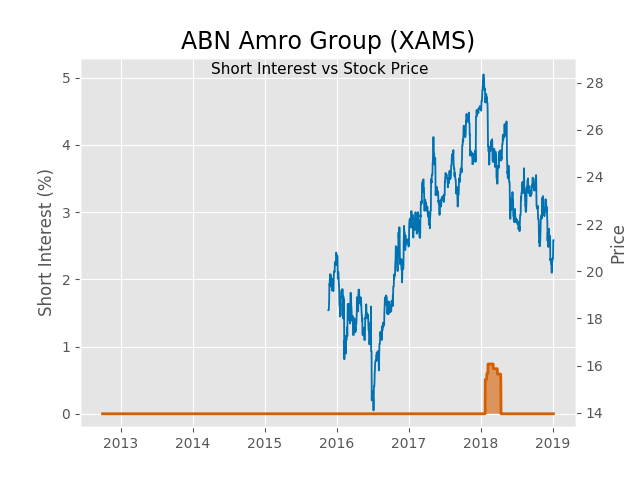 ABN Amro Group (XAMS)
Short Interest vs Stock Price
Short Interest (%)
5
4
3
2
1
0
28
26
24
22
20
18
16
14
Price
2013 2014 2015 2016 2017 2018 2019